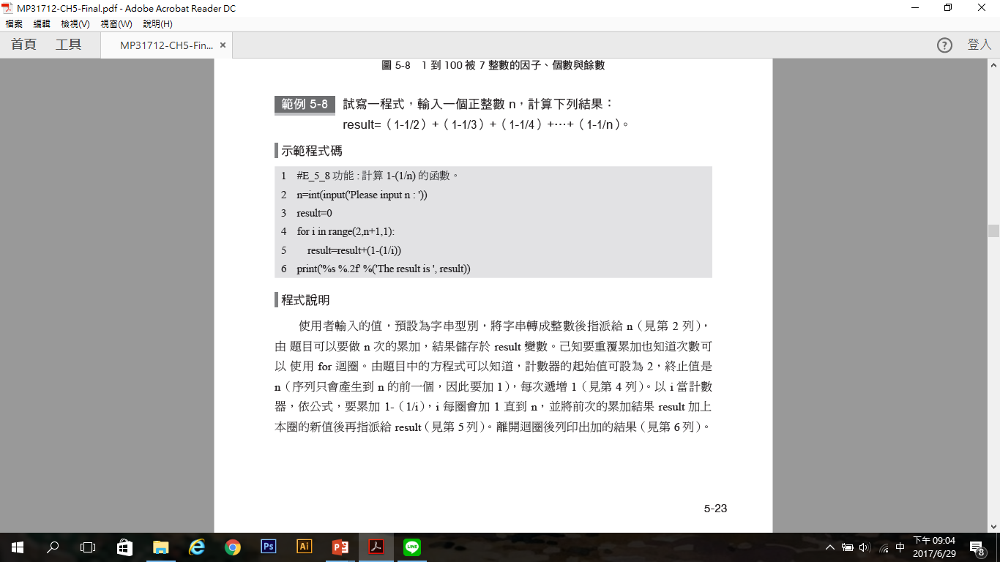 MP31712-CH5-Final.pdf - Adobe Acrobat Reader DC
檔案 編輯 檢視(V) 視窗(W) 說明(H)
首頁 工具 MP31712-CH5-Fin... × ? 登入
圖 5-8 1 到 100 被 7 整數的因子、個數與餘數
範例 5-8 試寫一程式，輸入一個正整數 n，計算下列結果：
result=（1-1/2）+（1-1/3）+（1-1/4）+⋯+（1-1/n）。
示範程式碼
1 #E_5_8 功能 : 計算 1-(1/n) 的函數。
2 n=int(input('Please input n : '))
3 result=0
4 for i in range(2,n+1,1):
5     result=result+(1-(1/i))
6 print('%s %.2f' %('The result is ', result))
程式說明
使用者輸入的值，預設為字串型別，將字串轉成整數後指派給 n（見第 2 列），
由 題目可以要做 n 次的累加，結果儲存於 result 變數。己知要重覆累加也知道次數可
以 使用 for 迴圈。由題目中的方程式可以知道，計數器的起始值可設為 2，終止值是
n（序列只會產生到 n 的前一個，因此要加 1），每次遞增 1（見第 4 列）。以 i 當計數
器，依公式，要累加 1-（1/i），i 每圈會加 1 直到 n，並將前次的累加結果 result 加上
本圈的新值後再指派給 result（見第 5 列）。離開迴圈後列印出加的結果（見第 6 列）。
5-23
Ps Ai LINE 中 下午 09:04
2017/6/29 8